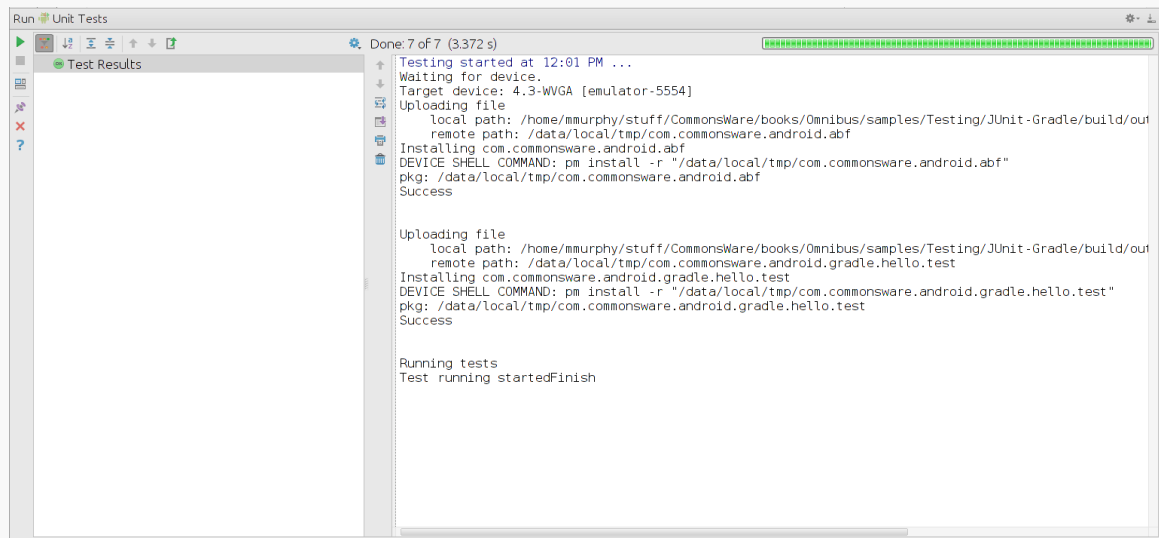 Run Unit Tests
Done: 7 of 7 (3.372 s)
Test Results
Testing started at 12:01 PM ...
Waiting for device.
Target device: 4.3-WVGA [emulator-5554]
Uploading file
local path: /home/mmurphy/stuff/CommonsWare/books/Omnibus/samples/Testing/JUnit-Gradle/build/out
remote path: /data/local/tmp/com.commonsware.android.abf
Installing com.commonsware.android.abf
DEVICE SHELL COMMAND: pm install -r "/data/local/tmp/com.commonsware.android.abf"
pkg: /data/local/tmp/com.commonsware.android.abf
Success
Uploading file
local path: /home/mmurphy/stuff/CommonsWare/books/Omnibus/samples/Testing/JUnit-Gradle/build/out
remote path: /data/local/tmp/com.commonsware.android.gradle.hello.test
Installing com.commonsware.android.gradle.hello.test
DEVICE SHELL COMMAND: pm install -r "/data/local/tmp/com.commonsware.android.gradle.hello.test"
pkg: /data/local/tmp/com.commonsware.android.gradle.hello.test
Success
Running tests
Test running startedFinish